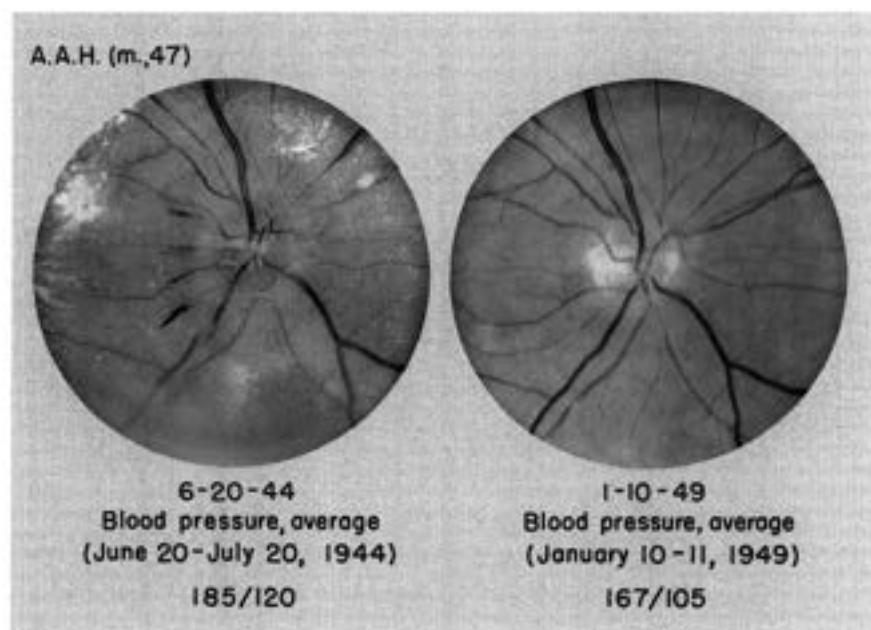 A.A.H. (m.,47)
6-20-44
Blood pressure, average
(June 20-July 20, 1944)
185/120
1-10-49
Blood pressure, average
(January 10-11, 1949)
167/105